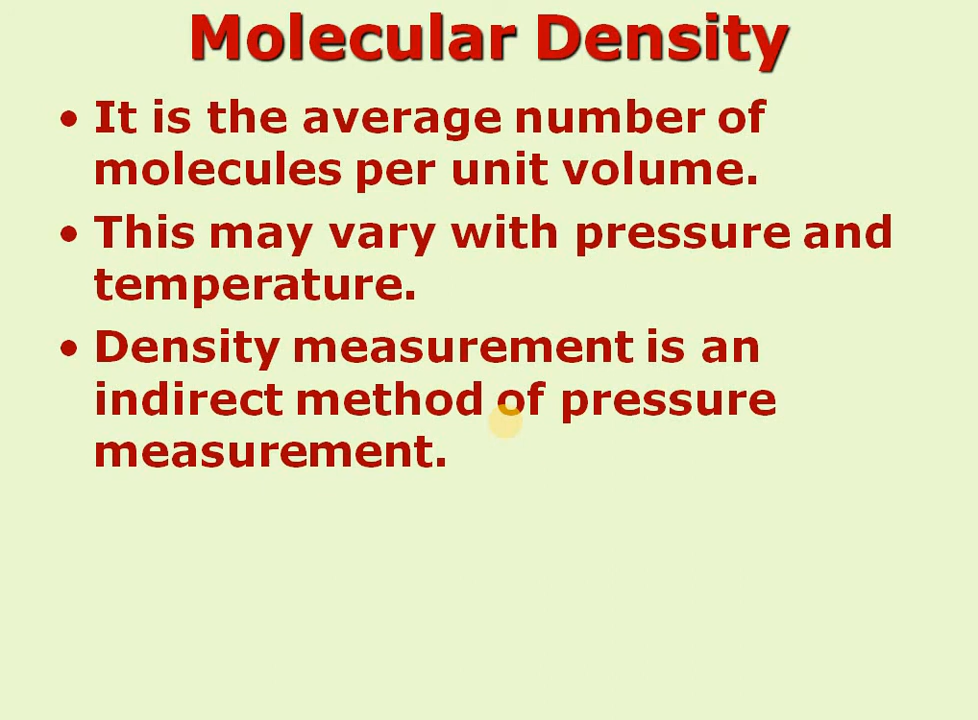 Molecular Density
• It is the average number of
molecules per unit volume.
• This may vary with pressure and
temperature.
• Density measurement is an
indirect method of pressure
measurement.